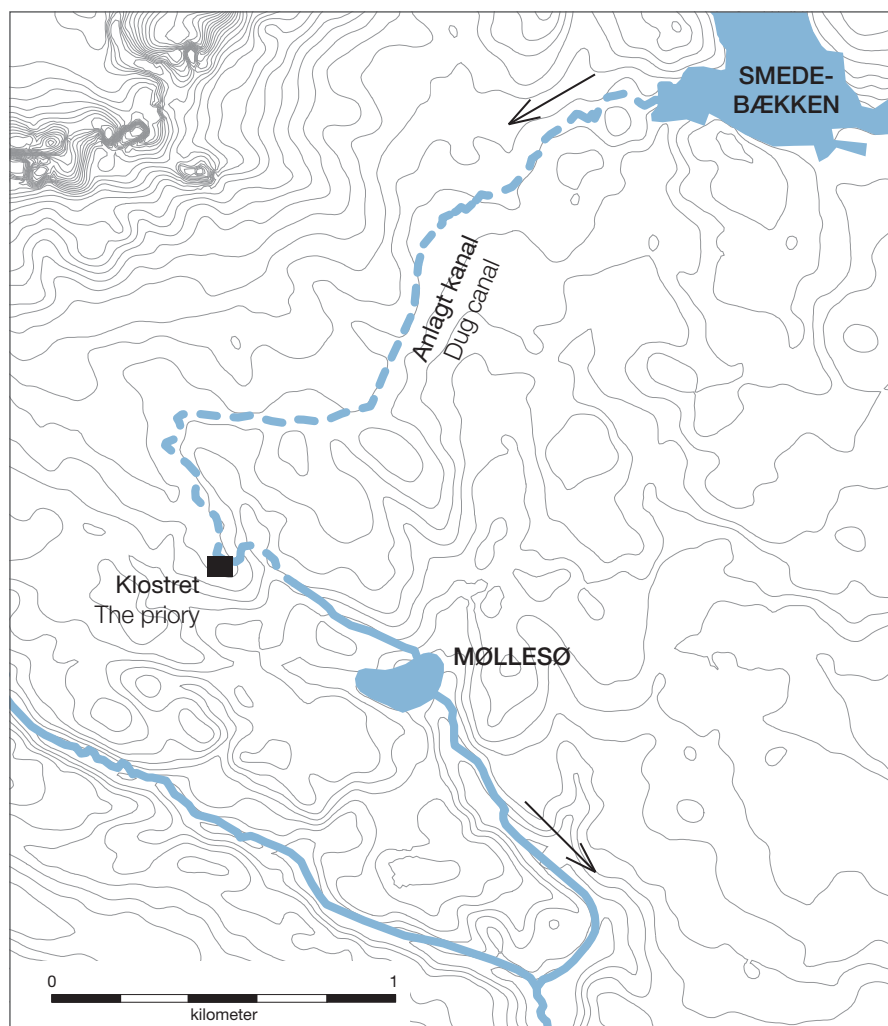 SMEDE-
BÆKKEN
Anlagt kanal
Dug canal
Klostret
The priory
MØLLESØ
0 1
kilometer